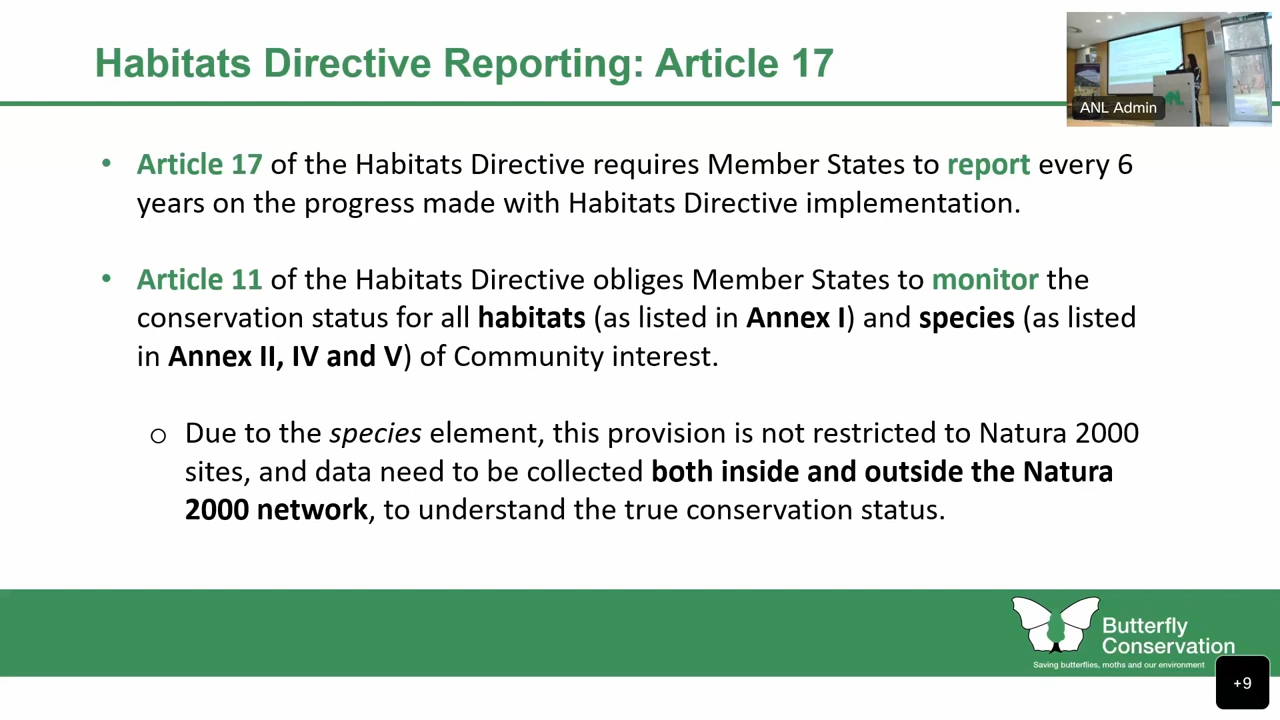 Habitats Directive Reporting: Article 17
ANL Admin
• Article 17 of the Habitats Directive requires Member States to report every 6
years on the progress made with Habitats Directive implementation.
• Article 11 of the Habitats Directive obliges Member States to monitor the
conservation status for all habitats (as listed in Annex I) and species (as listed
in Annex II, IV and V) of Community interest.
o Due to the species element, this provision is not restricted to Natura 2000
sites, and data need to be collected both inside and outside the Natura
2000 network, to understand the true conservation status.
Butterfly
Conservation
Saving butterflies, moths and our environment
+9